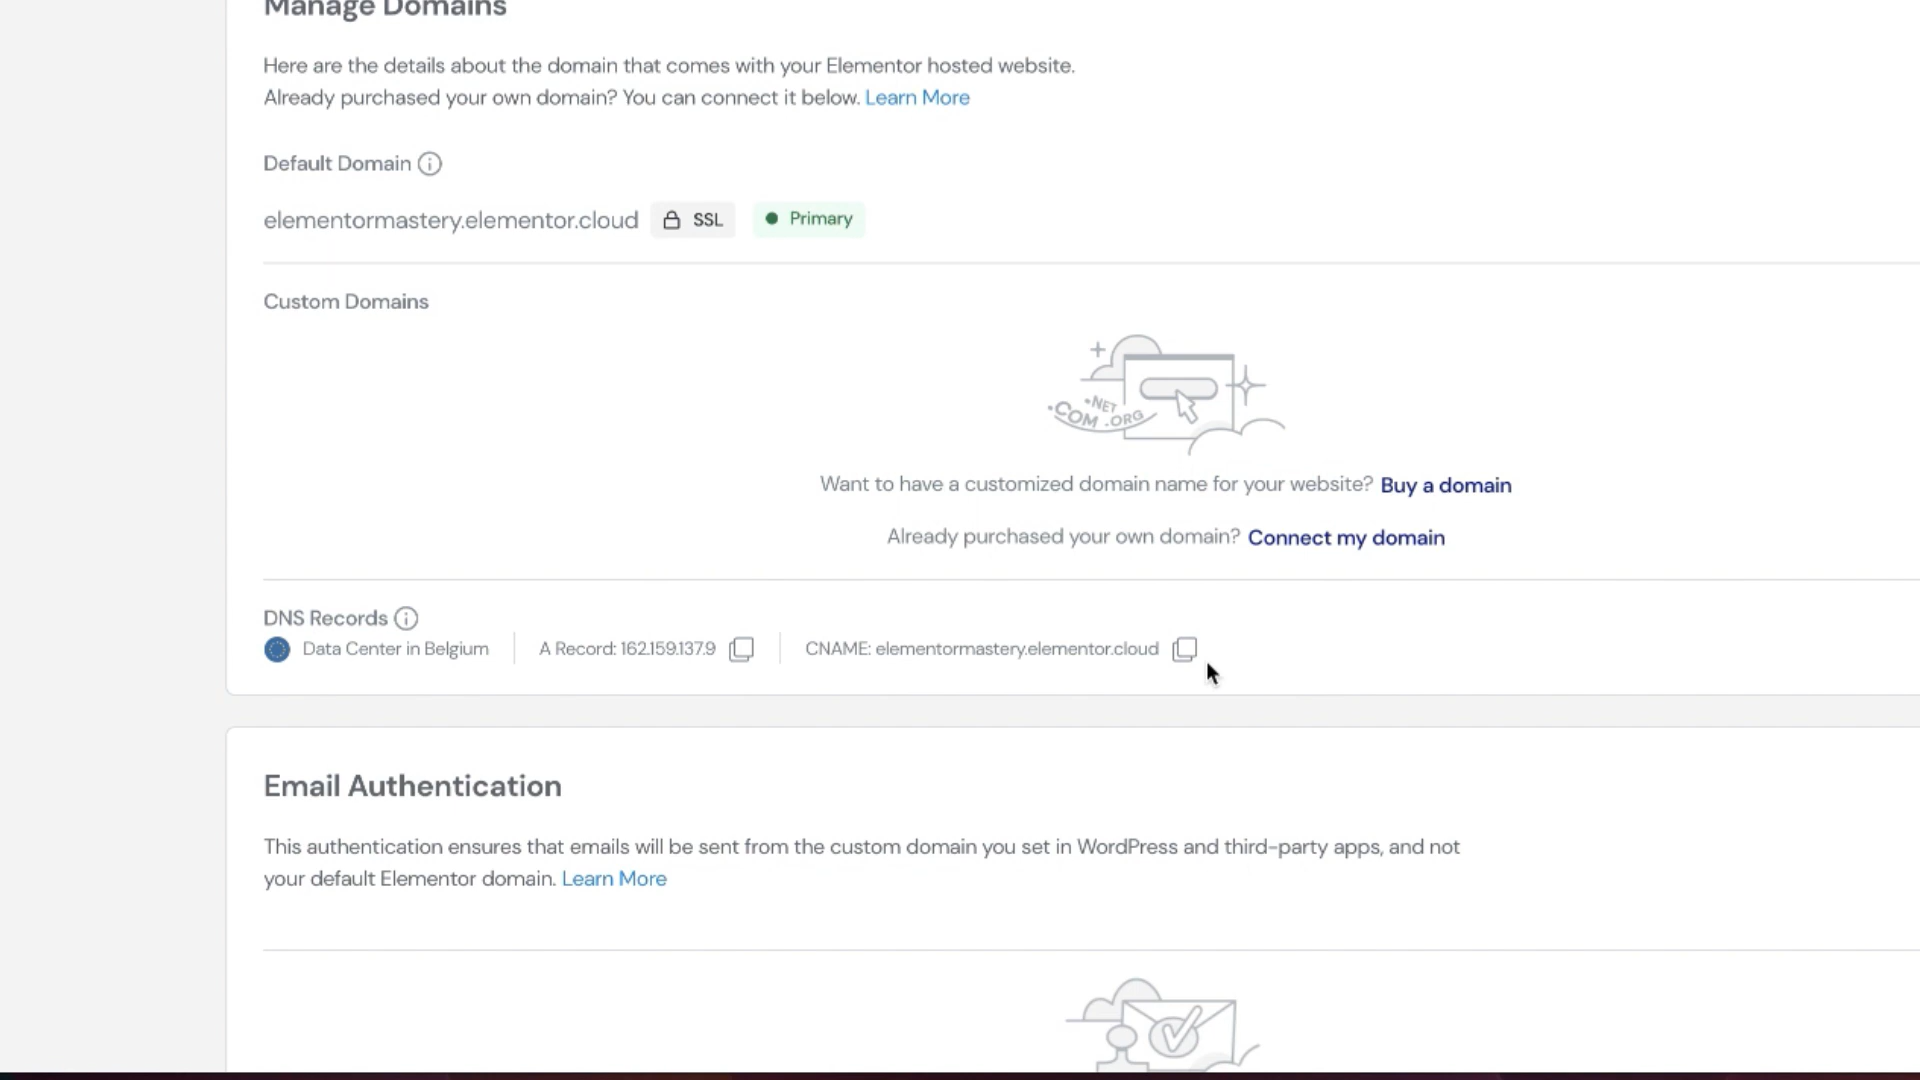 Manage Domains
Here are the details about the domain that comes with your Elementor hosted website.
Already purchased your own domain? You can connect it below. Learn More
Default Domain
elementormastery.elementor.cloud SSL Primary
Custom Domains
.NET
.COM .ORG
Want to have a customized domain name for your website? Buy a domain
Already purchased your own domain? Connect my domain
DNS Records
Data Center in Belgium A Record: 162.159.137.9 CNAME: elementormastery.elementor.cloud
Email Authentication
This authentication ensures that emails will be sent from the custom domain you set in WordPress and third-party apps, and not
your default Elementor domain. Learn More